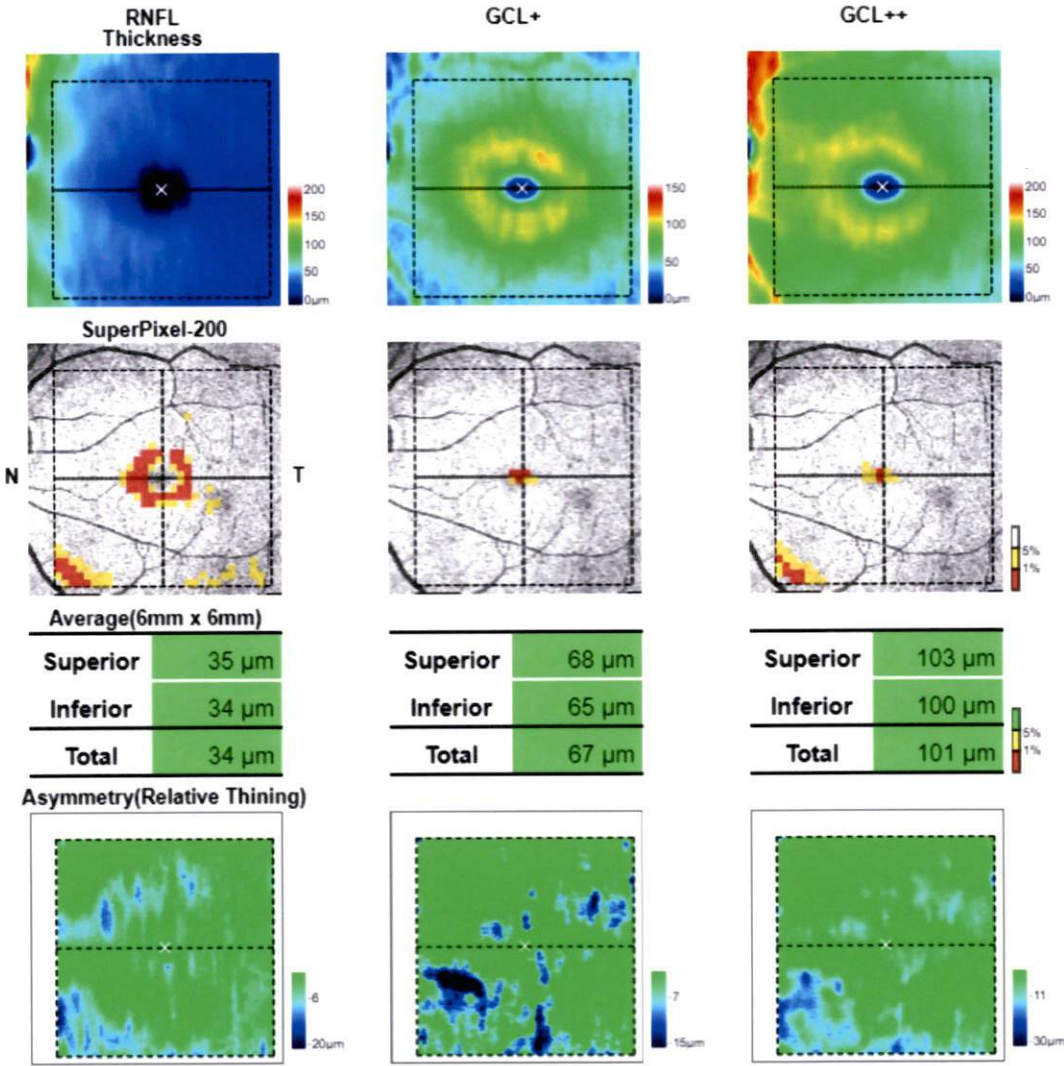 RNFL
Thickness
GCL+
GCL++
200
150
100
50
0µm
150
100
50
0µm
200
150
100
50
0µm
SuperPixel-200
N
T
5%
1%
Average(6mm x 6mm)
Superior 35 µm
Inferior 34 µm
Total 34 µm
Superior 68 µm
Inferior 65 µm
Total 67 µm
Superior 103 µm
Inferior 100 µm
Total 101 µm
5%
1%
Asymmetry(Relative Thining)
-6
-20µm
-7
-15µm
-11
-30µm